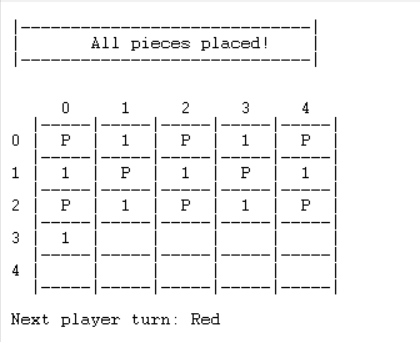 |-----------------------------|
| All pieces placed! |
|-----------------------------|
0 1 2 3 4
|-----|-----|-----|-----|-----|
0 | P | 1 | P | 1 | P |
|-----|-----|-----|-----|-----|
1 | 1 | P | 1 | P | 1 |
|-----|-----|-----|-----|-----|
2 | P | 1 | P | 1 | P |
|-----|-----|-----|-----|-----|
3 | 1 | | | | |
|-----|-----|-----|-----|-----|
4 | | | | | |
|-----|-----|-----|-----|-----|
Next player turn: Red